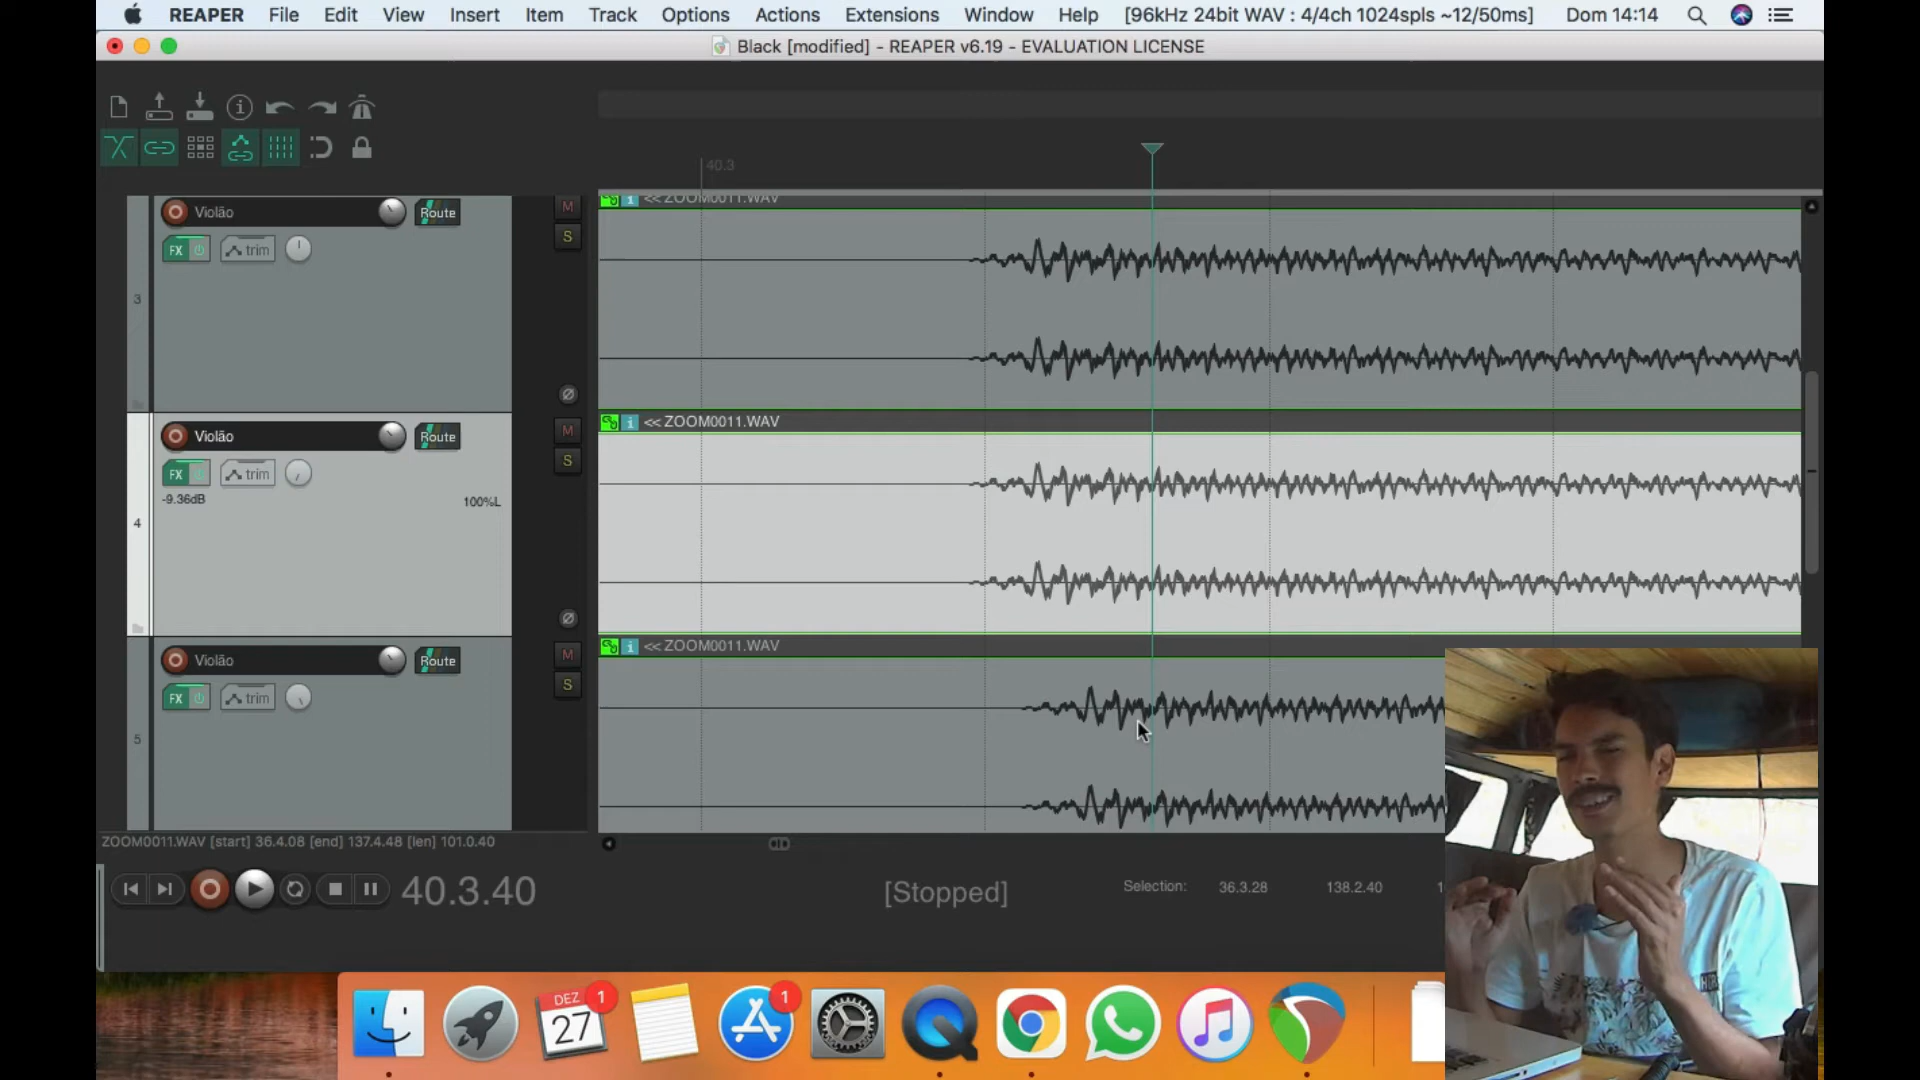 REAPER File Edit View Insert Item Track Options Actions Extensions Window Help [96kHz 24bit WAV : 4/4ch 1024spls ~12/50ms] Dom 14:14
Black [modified] - REAPER v6.19 - EVALUATION LICENSE
40.3
<< ZOOM0011.WAV
Violão Route M
S
FX trim
3
<< ZOOM0011.WAV
Violão Route M
S
FX trim
-9.36dB 100%L
4
<< ZOOM0011.WAV
Violão Route M
S
FX trim
5
ZOOM0011.WAV [start] 36.4.08 [end] 137.4.48 [len] 101.0.40
40.3.40 [Stopped] Selection: 36.3.28 138.2.40
DEZ 1
27
1